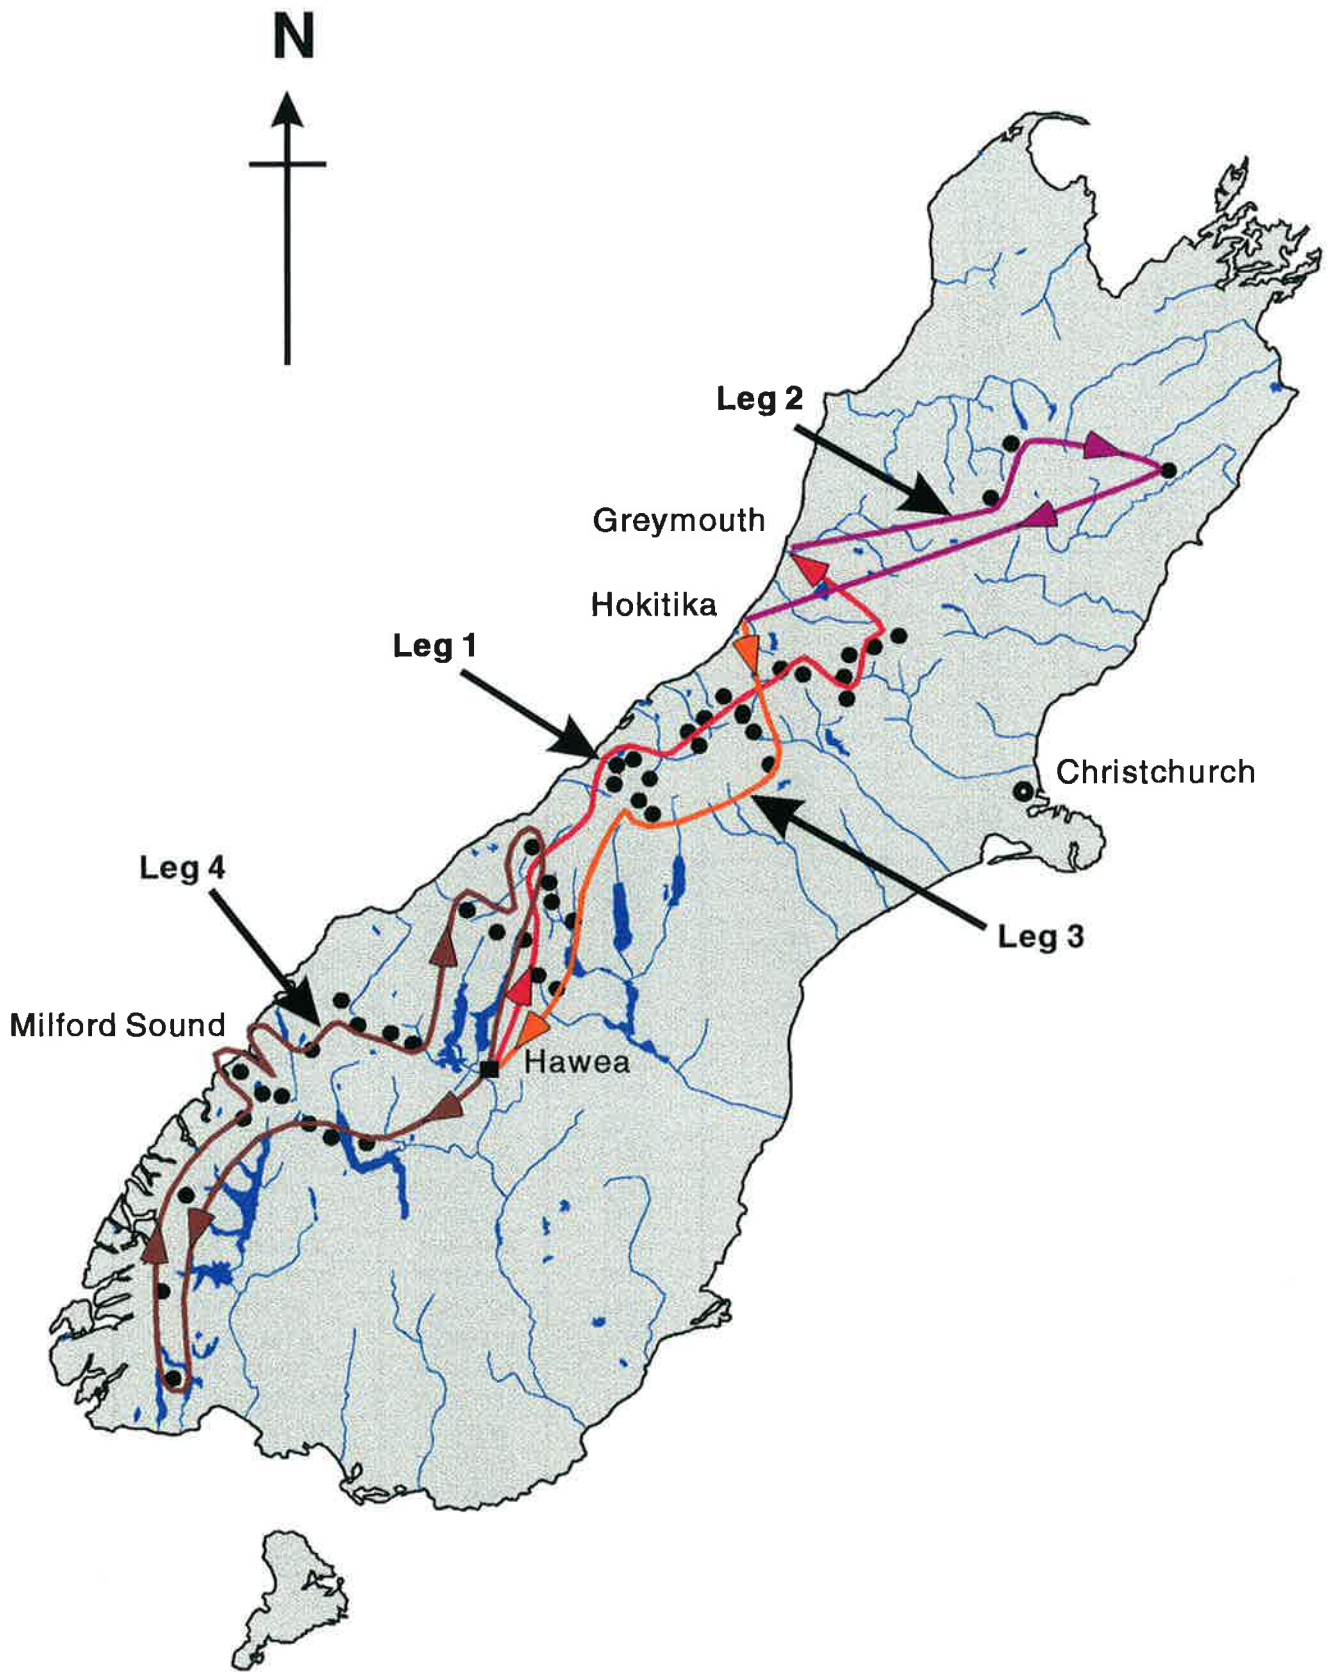 N
Leg 2
Greymouth
Hokitika
Leg 1
Christchurch
Leg 4
Leg 3
Milford Sound
Hawea